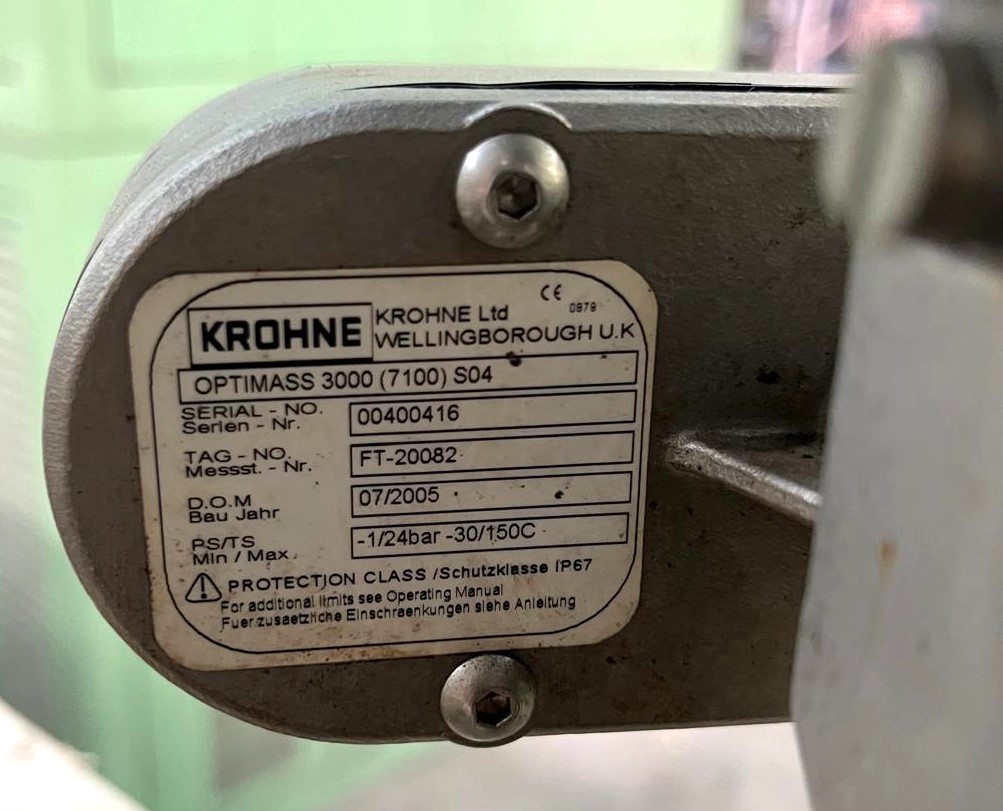 CE
0879
KROHNE
KROHNE Ltd
WELLINGBOROUGH U.K
OPTIMASS 3000 (7100) S04
SERIAL - NO.
Serien - Nr.
00400416
TAG - NO.
Messst. - Nr.
FT-20082
D.O.M
Bau Jahr
07/2005
PS/TS
Min / Max
-1/24bar -30/150C
PROTECTION CLASS /Schutzklasse IP67
For additional limits see Operating Manual
Fuer zusaetzliche Einschraenkungen siehe Anleitung